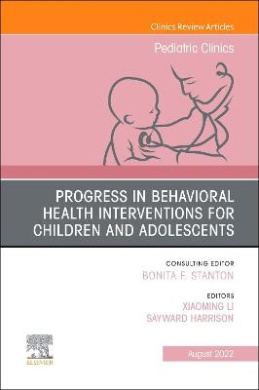 Clinics Review Articles
Pediatric Clinics
PROGRESS IN BEHAVIORAL
HEALTH INTERVENTIONS FOR
CHILDREN AND ADOLESCENTS
CONSULTING EDITOR
BONITA F. STANTON
EDITORS
XIAOMING LI
SAYWARD HARRISON
ELSEVIER
August 2022